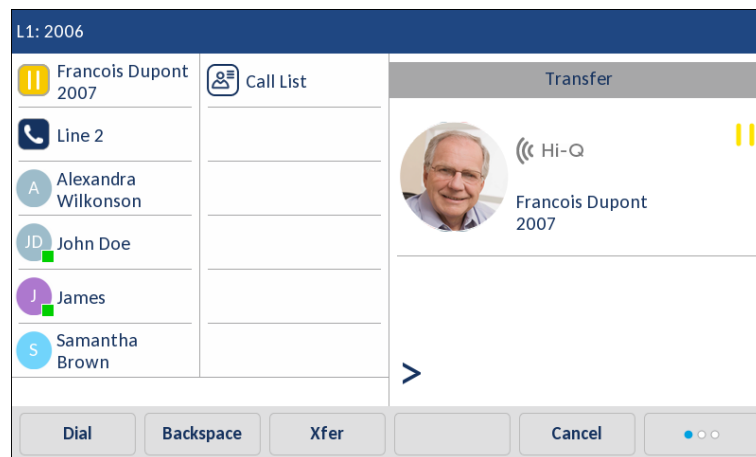 L1: 2006
Francois Dupont
2007
Line 2
A
Alexandra
Wilkonson
JD
John Doe
J
James
S
Samantha
Brown
Call List
Transfer
Hi-Q
Francois Dupont
2007
>
Dial
Backspace
Xfer
Cancel